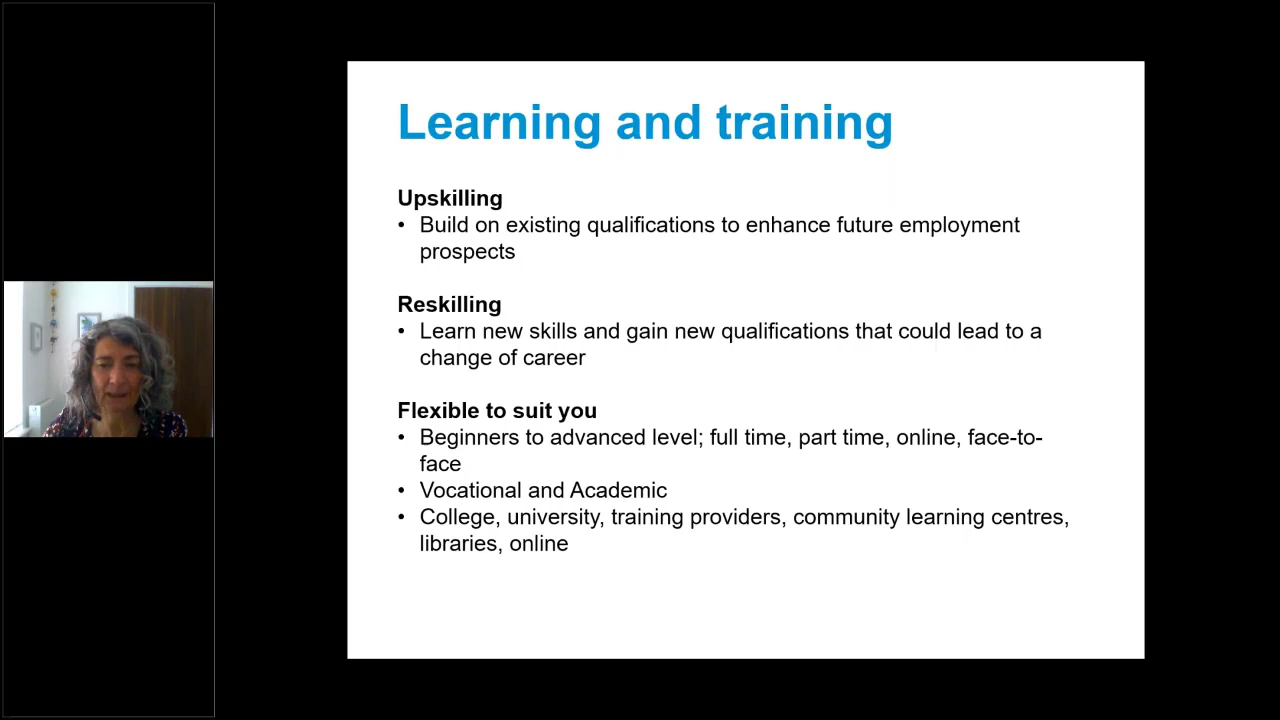 Learning and training
Upskilling
• Build on existing qualifications to enhance future employment
prospects
Reskilling
• Learn new skills and gain new qualifications that could lead to a
change of career
Flexible to suit you
• Beginners to advanced level; full time, part time, online, face-to-
face
• Vocational and Academic
• College, university, training providers, community learning centres,
libraries, online